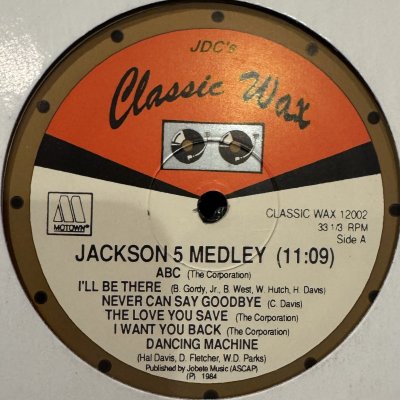 JDC's
Classic Wax
MOTOWN
CLASSIC WAX 12002
33 1/3 RPM
Side A
JACKSON 5 MEDLEY (11:09)
ABC (The Corporation)
I'LL BE THERE (B. Gordy, Jr., B. West, W. Hutch, H. Davis)
NEVER CAN SAY GOODBYE (C. Davis)
THE LOVE YOU SAVE (The Corporation)
I WANT YOU BACK (The Corporation)
DANCING MACHINE
(Hal Davis, D. Fletcher, W.D. Parks)
Published by Jobete Music (ASCAP)
(P) 1984